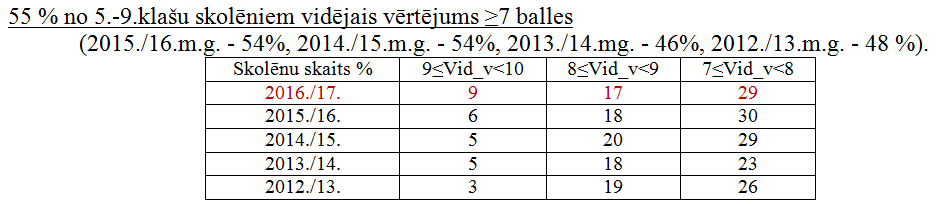 55 % no 5.-9.klašu skolēniem vidējais vērtējums ≥7 balles
(2015./16.m.g. - 54%, 2014./15.m.g. - 54%, 2013./14.mg. - 46%, 2012./13.m.g. - 48 %).
Skolēnu skaits % 9≤Vid_v<10 8≤Vid_v<9 7≤Vid_v<8
2016./17. 9 17 29
2015./16. 6 18 30
2014./15. 5 20 29
2013./14. 5 18 23
2012./13. 3 19 26